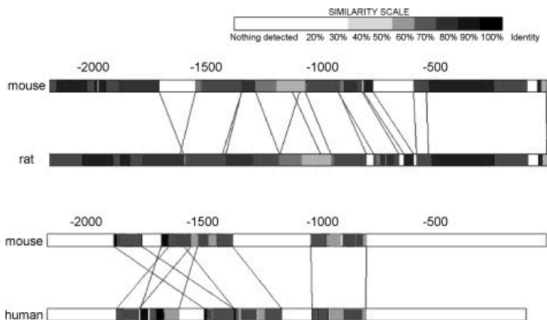 SIMILARITY SCALE
Nothing detected 20% 30% 40% 50% 60% 70% 80% 90% 100% Identity
-2000 -1500 -1000 -500
mouse
rat
-2000 -1500 -1000 -500
mouse
human